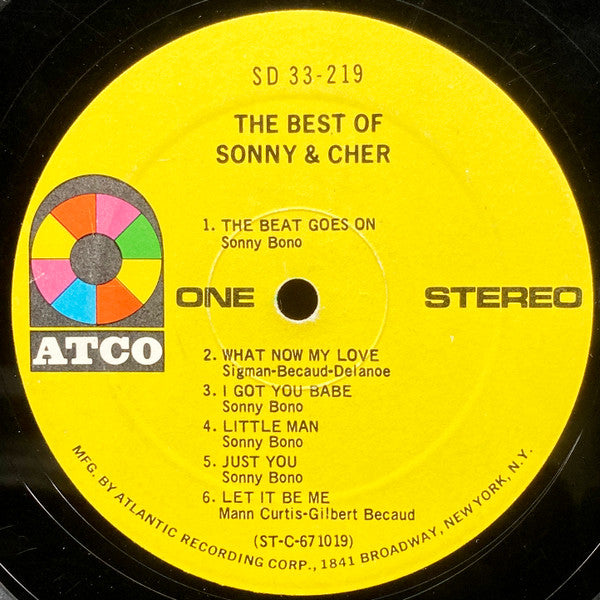 SD 33-219
THE BEST OF
SONNY & CHER
1. THE BEAT GOES ON
Sonny Bono
ATCO
ONE
STEREO
2. WHAT NOW MY LOVE
Sigman-Becaud-Delanoe
3. I GOT YOU BABE
Sonny Bono
4. LITTLE MAN
Sonny Bono
5. JUST YOU
Sonny Bono
6. LET IT BE ME
Mann Curtis-Gilbert Becaud
(ST-C-671019)
MFG. BY ATLANTIC RECORDING CORP., 1841 BROADWAY, NEW YORK, N.Y.